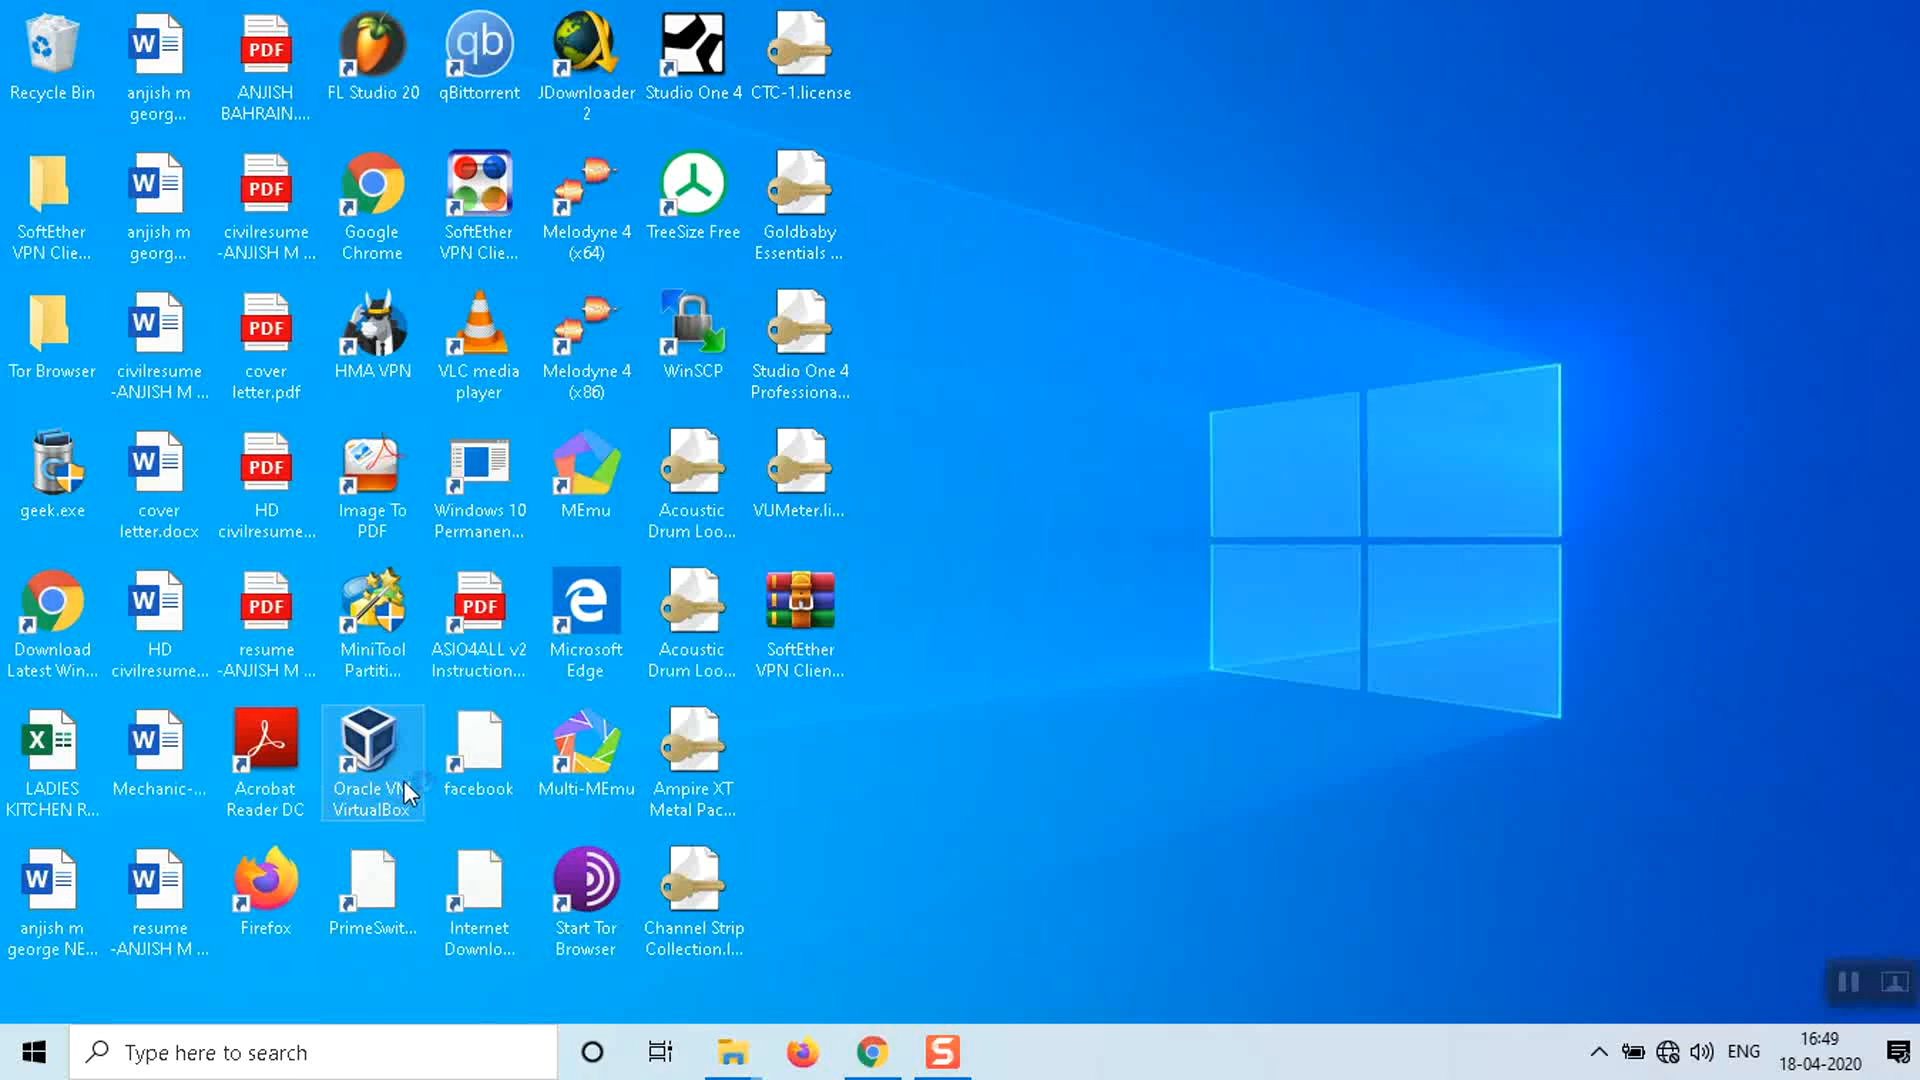 Recycle Bin
anjish m
georg...
ANJISH
BAHRAIN....
FL Studio 20
qBittorrent
JDownloader
2
Studio One 4
CTC-1.license
SoftEther
VPN Clie...
anjish m
georg...
civilresume
-ANJISH M ...
Google
Chrome
SoftEther
VPN Clie...
Melodyne 4
(x64)
TreeSize Free
Goldbaby
Essentials ...
Tor Browser
civilresume
-ANJISH M ...
cover
letter.pdf
HMA VPN
VLC media
player
Melodyne 4
(x86)
WinSCP
Studio One 4
Professiona...
geek.exe
cover
letter.docx
HD
civilresume...
Image To
PDF
Windows 10
Permanen...
MEmu
Acoustic
Drum Loo...
VUMeter.li...
Download
Latest Win...
HD
civilresume...
resume
-ANJISH M ...
MiniTool
Partiti...
ASIO4ALL v2
Instruction...
Microsoft
Edge
Acoustic
Drum Loo...
SoftEther
VPN Clien...
LADIES
KITCHEN R...
Mechanic-...
Acrobat
Reader DC
Oracle VM
VirtualBox
facebook
Multi-MEmu
Ampire XT
Metal Pac...
anjish m
george NE...
resume
-ANJISH M ...
Firefox
PrimeSwit...
Internet
Downlo...
Start Tor
Browser
Channel Strip
Collection.l...
W
W
W
W
W
W
W
W
W
X
PDF
PDF
PDF
PDF
PDF
PDF
qb
Type here to search
S
ENG
16:49
18-04-2020